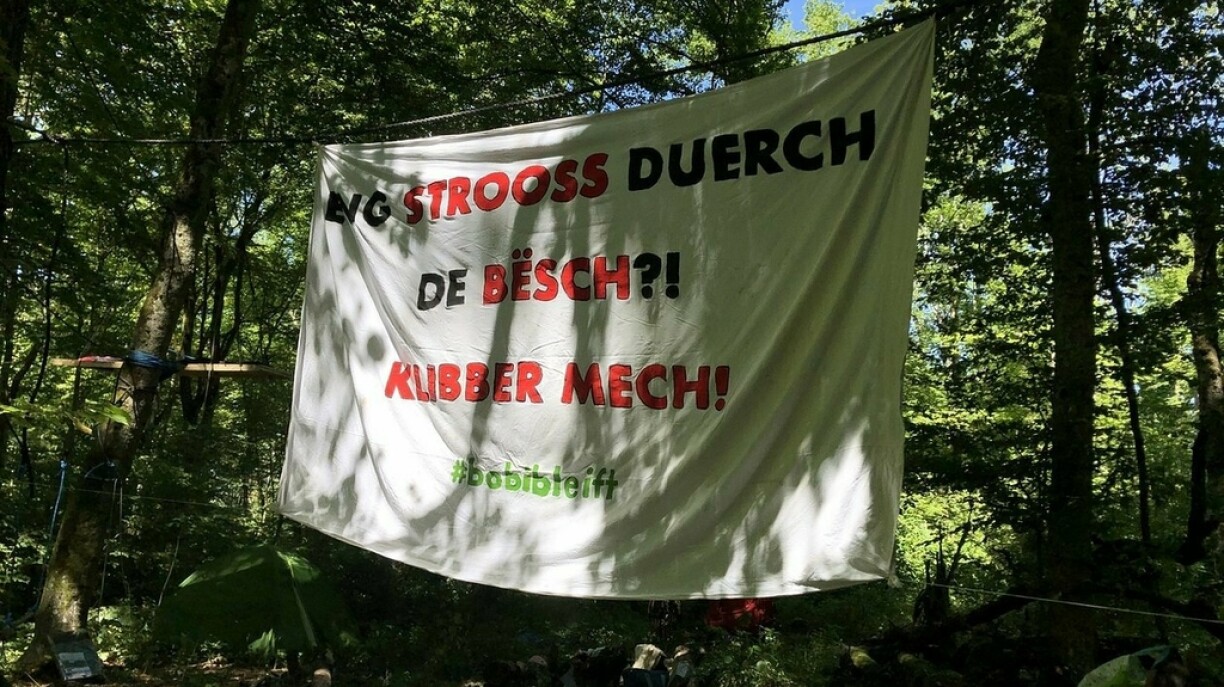 ENG STROOSS DUERCH
DE BËSCH?!
KLIBBER MECH!
#bobibleift